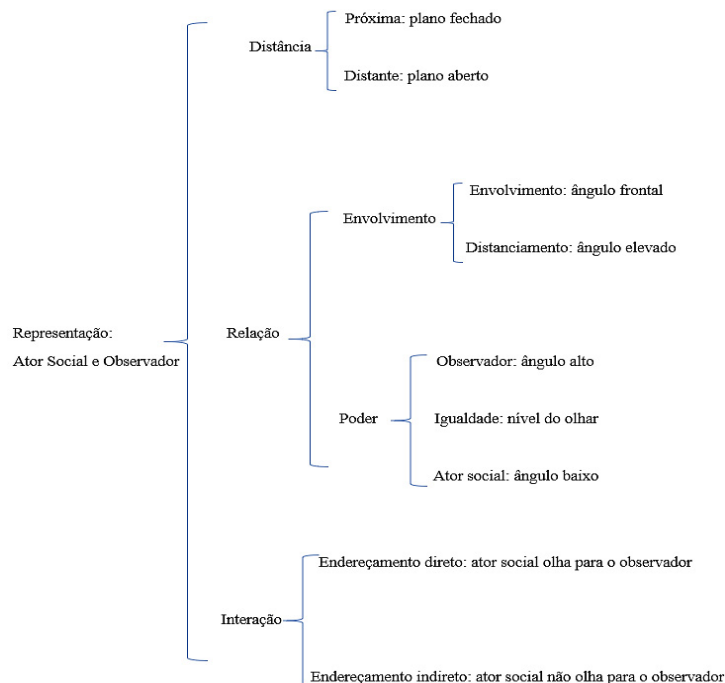 Próxima: plano fechado
Distância
Distante: plano aberto
Envolvimento: ângulo frontal
Envolvimento
Distanciamento: ângulo elevado
Representação:
Ator Social e Observador
Relação
Observador: ângulo alto
Poder
Igualdade: nível do olhar
Ator social: ângulo baixo
Endereçamento direto: ator social olha para o observador
Interação
Endereçamento indireto: ator social não olha para o observador